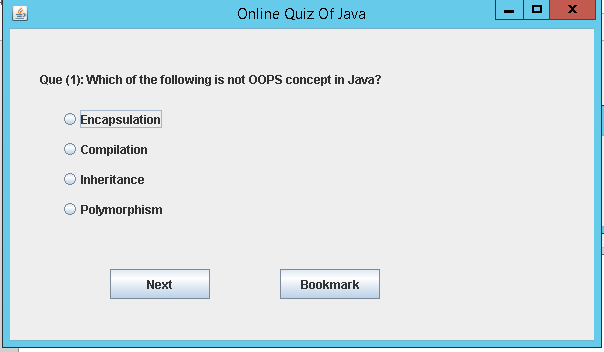 Online Quiz Of Java
Que (1): Which of the following is not OOPS concept in Java?
Encapsulation
Compilation
Inheritance
Polymorphism
Next Bookmark